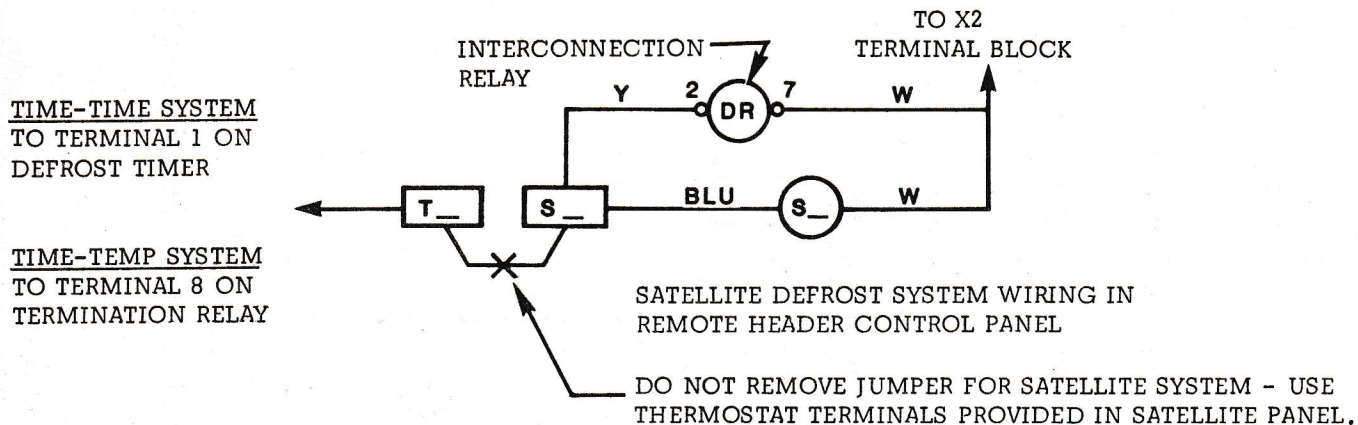 TO X2
TERMINAL BLOCK
INTERCONNECTION
RELAY
Y
2
DR
7
W
TIME-TIME SYSTEM
TO TERMINAL 1 ON
DEFROST TIMER
T_
S_
BLU
S_
W
TIME-TEMP SYSTEM
TO TERMINAL 8 ON
TERMINATION RELAY
SATELLITE DEFROST SYSTEM WIRING IN
REMOTE HEADER CONTROL PANEL
DO NOT REMOVE JUMPER FOR SATELLITE SYSTEM - USE
THERMOSTAT TERMINALS PROVIDED IN SATELLITE PANEL.